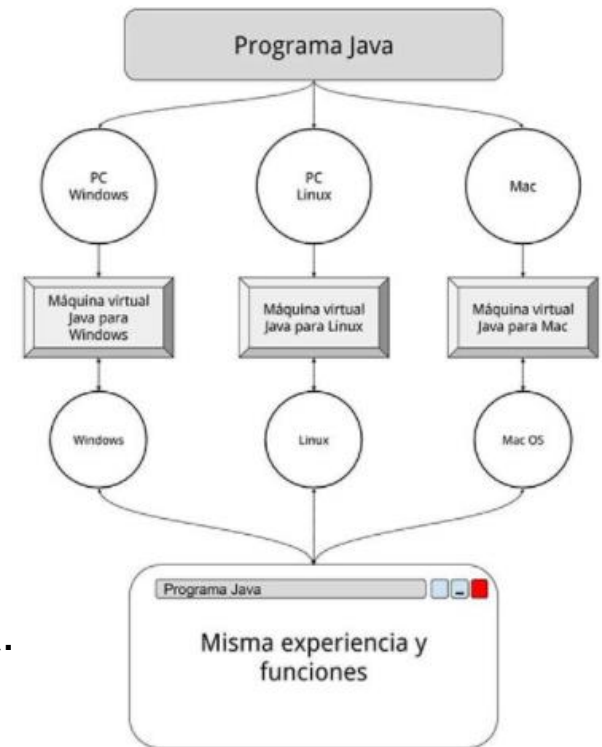 Programa Java
PC
Windows
PC
Linux
Mac
Máquina virtual
Java para
Windows
Máquina virtual
Java para Linux
Máquina virtual
Java para Mac
Windows
Linux
Mac OS
Programa Java
Misma experiencia y
funciones